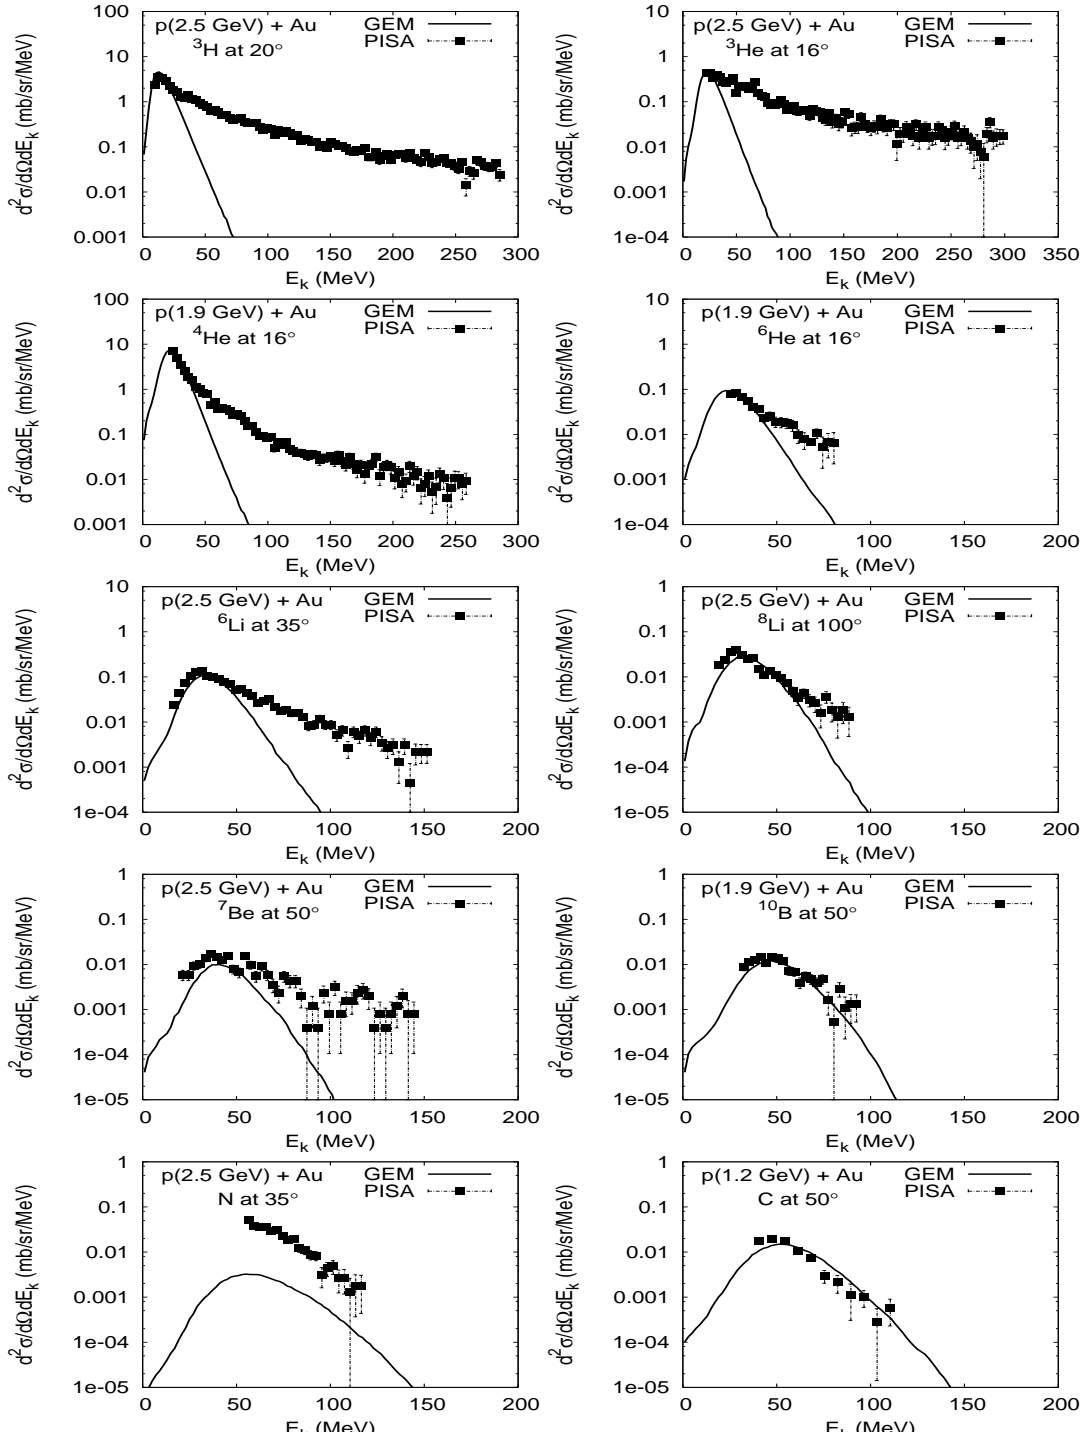 p(2.5 GeV) + Au
³H at 20°
GEM
PISA
100
10
1
0.1
0.01
0.001
d²σ/dΩdEₖ (mb/sr/MeV)
0 50 100 150 200 250 300
Eₖ (MeV)
p(2.5 GeV) + Au
³He at 16°
GEM
PISA
10
1
0.1
0.01
0.001
1e-04
d²σ/dΩdEₖ (mb/sr/MeV)
0 50 100 150 200 250 300 350
Eₖ (MeV)
p(1.9 GeV) + Au
⁴He at 16°
GEM
PISA
100
10
1
0.1
0.01
0.001
d²σ/dΩdEₖ (mb/sr/MeV)
0 50 100 150 200 250 300
Eₖ (MeV)
p(1.9 GeV) + Au
⁶He at 16°
GEM
PISA
10
1
0.1
0.01
0.001
1e-04
d²σ/dΩdEₖ (mb/sr/MeV)
0 50 100 150 200
Eₖ (MeV)
p(2.5 GeV) + Au
⁶Li at 35°
GEM
PISA
10
1
0.1
0.01
0.001
1e-04
d²σ/dΩdEₖ (mb/sr/MeV)
0 50 100 150 200
Eₖ (MeV)
p(2.5 GeV) + Au
⁸Li at 100°
GEM
PISA
1
0.1
0.01
0.001
1e-04
1e-05
d²σ/dΩdEₖ (mb/sr/MeV)
0 50 100 150 200
Eₖ (MeV)
p(2.5 GeV) + Au
⁷Be at 50°
GEM
PISA
1
0.1
0.01
0.001
1e-04
1e-05
d²σ/dΩdEₖ (mb/sr/MeV)
0 50 100 150 200
Eₖ (MeV)
p(1.9 GeV) + Au
¹⁰B at 50°
GEM
PISA
1
0.1
0.01
0.001
1e-04
1e-05
d²σ/dΩdEₖ (mb/sr/MeV)
0 50 100 150 200
Eₖ (MeV)
p(2.5 GeV) + Au
N at 35°
GEM
PISA
1
0.1
0.01
0.001
1e-04
1e-05
d²σ/dΩdEₖ (mb/sr/MeV)
0 50 100 150 200
Eₖ (MeV)
p(1.2 GeV) + Au
C at 50°
GEM
PISA
1
0.1
0.01
0.001
1e-04
1e-05
d²σ/dΩdEₖ (mb/sr/MeV)
0 50 100 150 200
Eₖ (MeV)